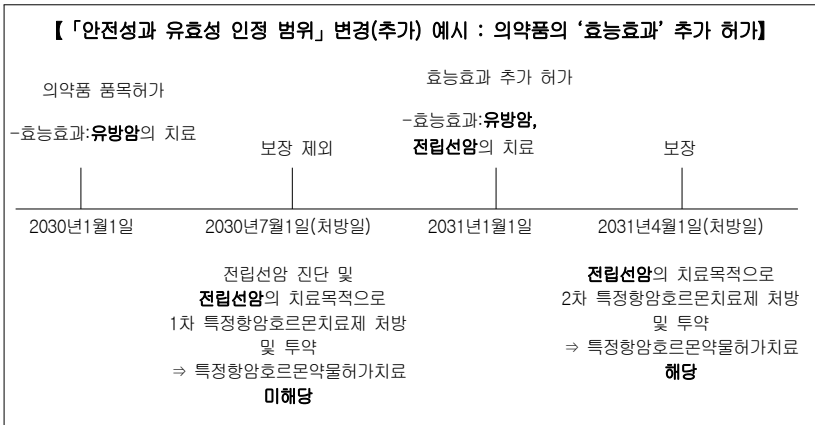 【「안전성과 유효성 인정 범위」 변경(추가) 예시 : 의약품의 ‘효능효과’ 추가 허가】
의약품 품목허가
-효능효과:유방암의 치료
보장 제외
효능효과 추가 허가
-효능효과:유방암,
전립선암의 치료
보장
2030년1월1일
2030년7월1일(처방일)
2031년1월1일
2031년4월1일(처방일)
전립선암 진단 및
전립선암의 치료목적으로
1차 특정항암호르몬치료제 처방
및 투약
⇒ 특정항암호르몬약물허가치료
미해당
전립선암의 치료목적으로
2차 특정항암호르몬치료제 처방
및 투약
⇒ 특정항암호르몬약물허가치료
해당